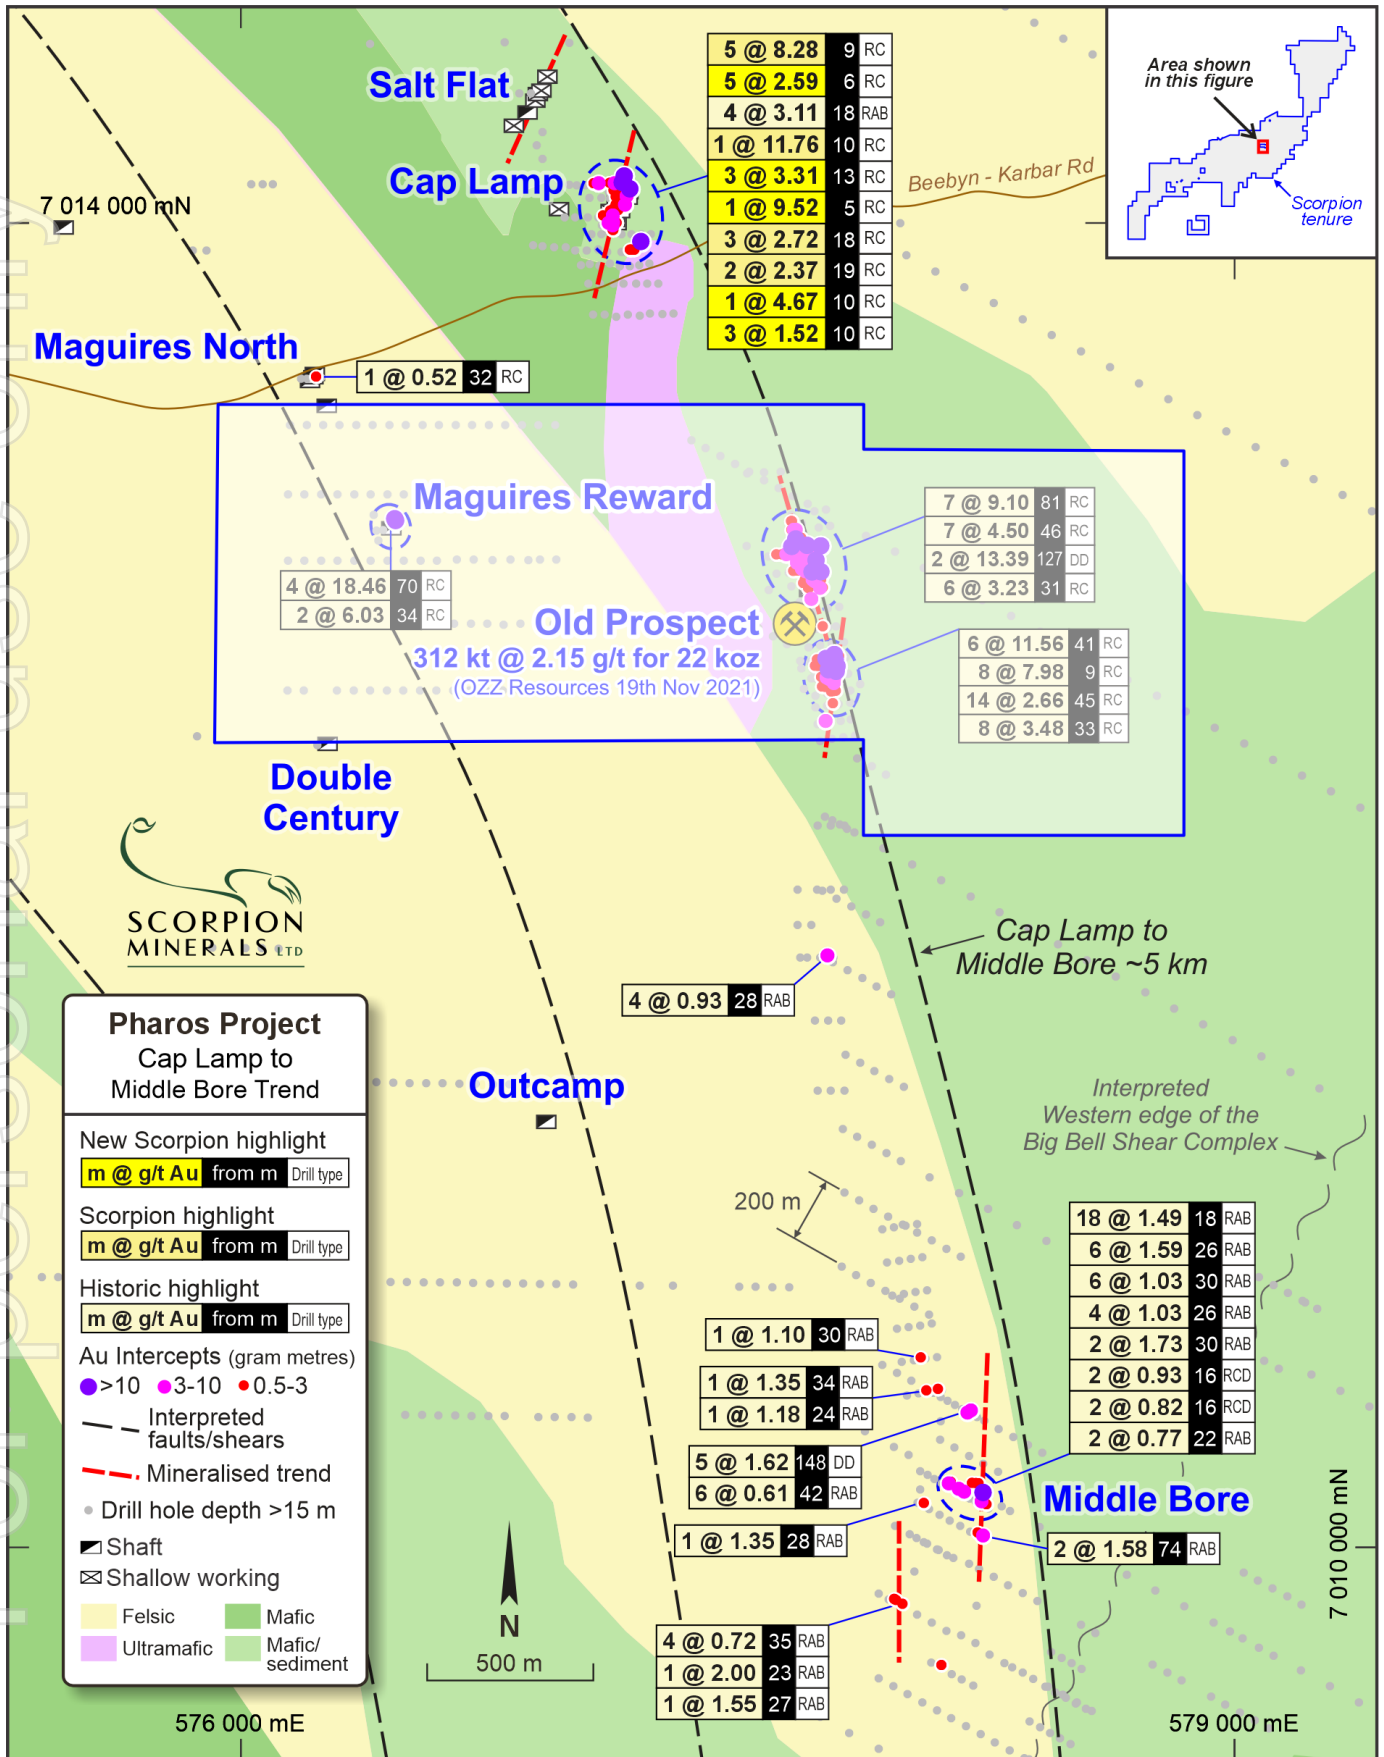 Salt Flat
Cap Lamp
5 @ 8.28 9 RC
5 @ 2.59 6 RC
4 @ 3.11 18 RAB
1 @ 11.76 10 RC
3 @ 3.31 13 RC
1 @ 9.52 5 RC
3 @ 2.72 18 RC
2 @ 2.37 19 RC
1 @ 4.67 10 RC
3 @ 1.52 10 RC
Area shown
in this figure
Scorpion
tenure
Beebyn - Karbar Rd
7 014 000 mN
Maguires North
1 @ 0.52 32 RC
Maguires Reward
4 @ 18.46 70 RC
2 @ 6.03 34 RC
7 @ 9.10 81 RC
7 @ 4.50 46 RC
2 @ 13.39 127 DD
6 @ 3.23 31 RC
Old Prospect
312 kt @ 2.15 g/t for 22 koz
(OZZ Resources 19th Nov 2021)
6 @ 11.56 41 RC
8 @ 7.98 9 RC
14 @ 2.66 45 RC
8 @ 3.48 33 RC
Double
Century
SCORPION
MINERALS LTD
Cap Lamp to
Middle Bore ~5 km
4 @ 0.93 28 RAB
Outcamp
Interpreted
Western edge of the
Big Bell Shear Complex
200 m
Pharos Project
Cap Lamp to
Middle Bore Trend
New Scorpion highlight
m @ g/t Au from m Drill type
Scorpion highlight
m @ g/t Au from m Drill type
Historic highlight
m @ g/t Au from m Drill type
Au Intercepts (gram metres)
>10 3-10 0.5-3
Interpreted
faults/shears
Mineralised trend
Drill hole depth >15 m
Shaft
Shallow working
Felsic Mafic
Ultramafic Mafic/
sediment
18 @ 1.49 18 RAB
6 @ 1.59 26 RAB
6 @ 1.03 30 RAB
4 @ 1.03 26 RAB
2 @ 1.73 30 RAB
2 @ 0.93 16 RCD
2 @ 0.82 16 RCD
2 @ 0.77 22 RAB
1 @ 1.10 30 RAB
1 @ 1.35 34 RAB
1 @ 1.18 24 RAB
5 @ 1.62 148 DD
6 @ 0.61 42 RAB
1 @ 1.35 28 RAB
Middle Bore
2 @ 1.58 74 RAB
7 010 000 mN
4 @ 0.72 35 RAB
1 @ 2.00 23 RAB
1 @ 1.55 27 RAB
N
500 m
576 000 mE
579 000 mE